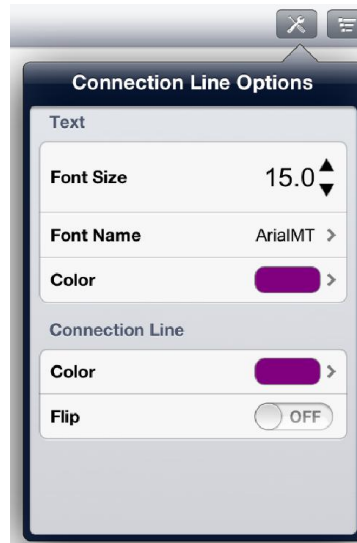 Connection Line Options
Text
Font Size 15.0
Font Name ArialMT >
Color >
Connection Line
Color >
Flip OFF